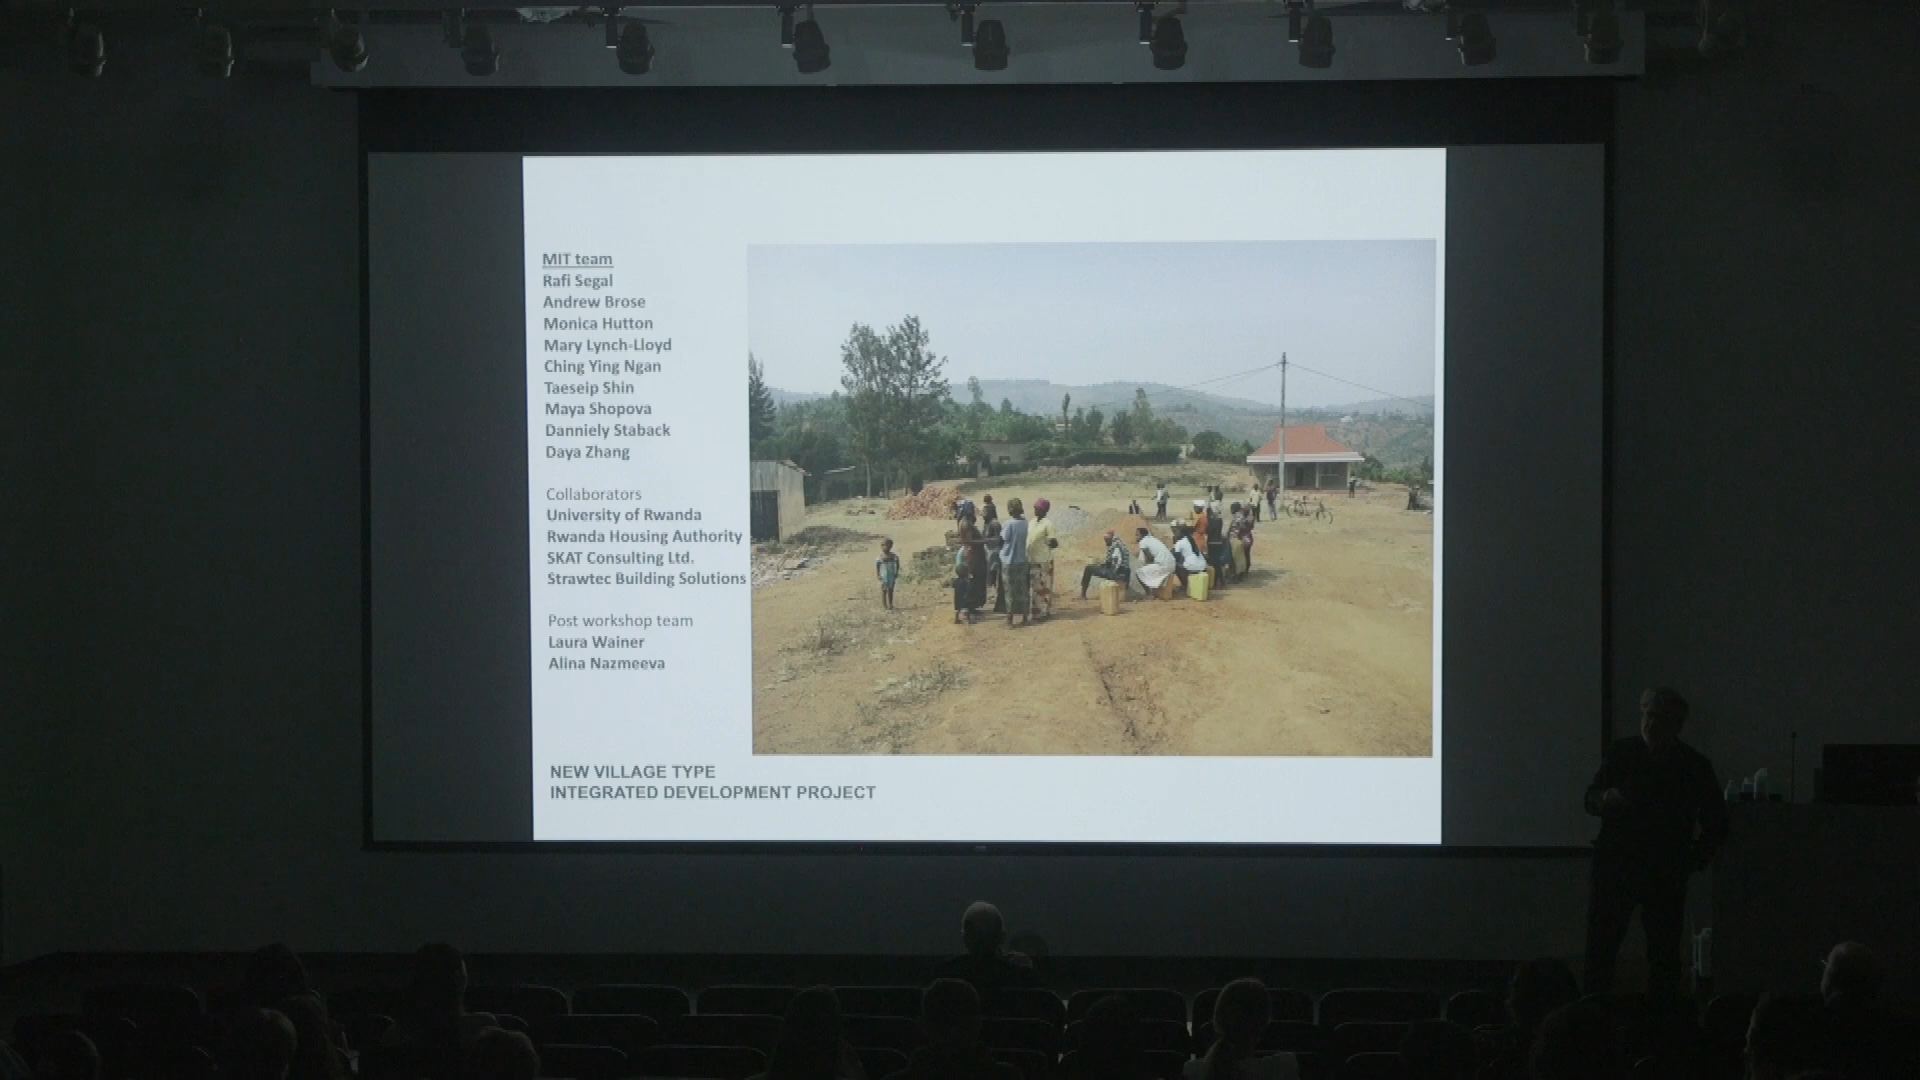 MIT team
Rafi Segal
Andrew Brose
Monica Hutton
Mary Lynch-Lloyd
Ching Ying Ngan
Taeseip Shin
Maya Shopova
Danniely Staback
Daya Zhang
Collaborators
University of Rwanda
Rwanda Housing Authority
SKAT Consulting Ltd.
Strawtec Building Solutions
Post workshop team
Laura Wainer
Alina Nazmeeva
NEW VILLAGE TYPE
INTEGRATED DEVELOPMENT PROJECT